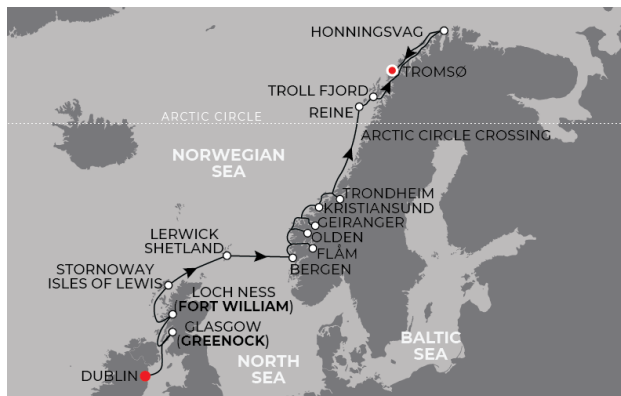 HONNINGSVAG
TROMSØ
TROLL FJORD
REINE
ARCTIC CIRCLE
ARCTIC CIRCLE CROSSING
NORWEGIAN
SEA
TRONDHEIM
KRISTIANSUND
GEIRANGER
OLDEN
FLÅM
BERGEN
LERWICK
SHETLAND
STORNOWAY
ISLES OF LEWIS
LOCH NESS
(FORT WILLIAM)
GLASGOW
(GREENOCK)
DUBLIN
NORTH
SEA
BALTIC
SEA